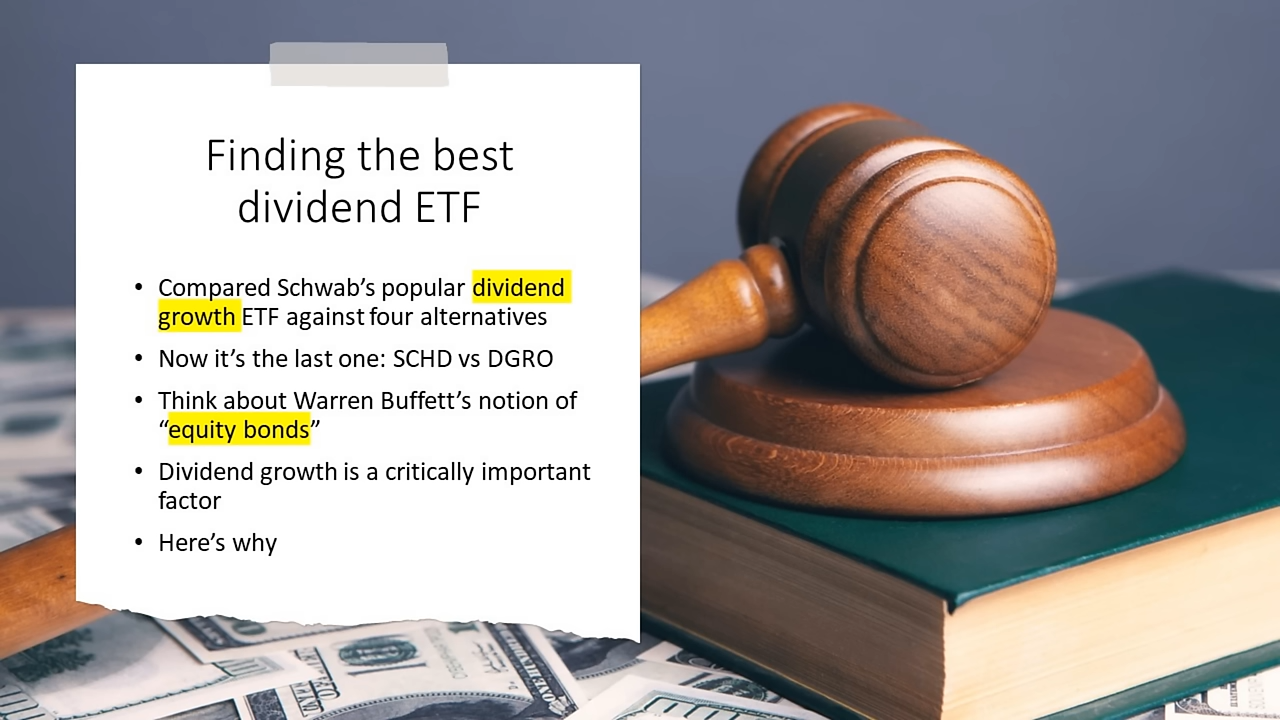 Finding the best
dividend ETF
• Compared Schwab’s popular dividend
growth ETF against four alternatives
• Now it’s the last one: SCHD vs DGRO
• Think about Warren Buffett’s notion of
“equity bonds”
• Dividend growth is a critically important
factor
• Here’s why
100